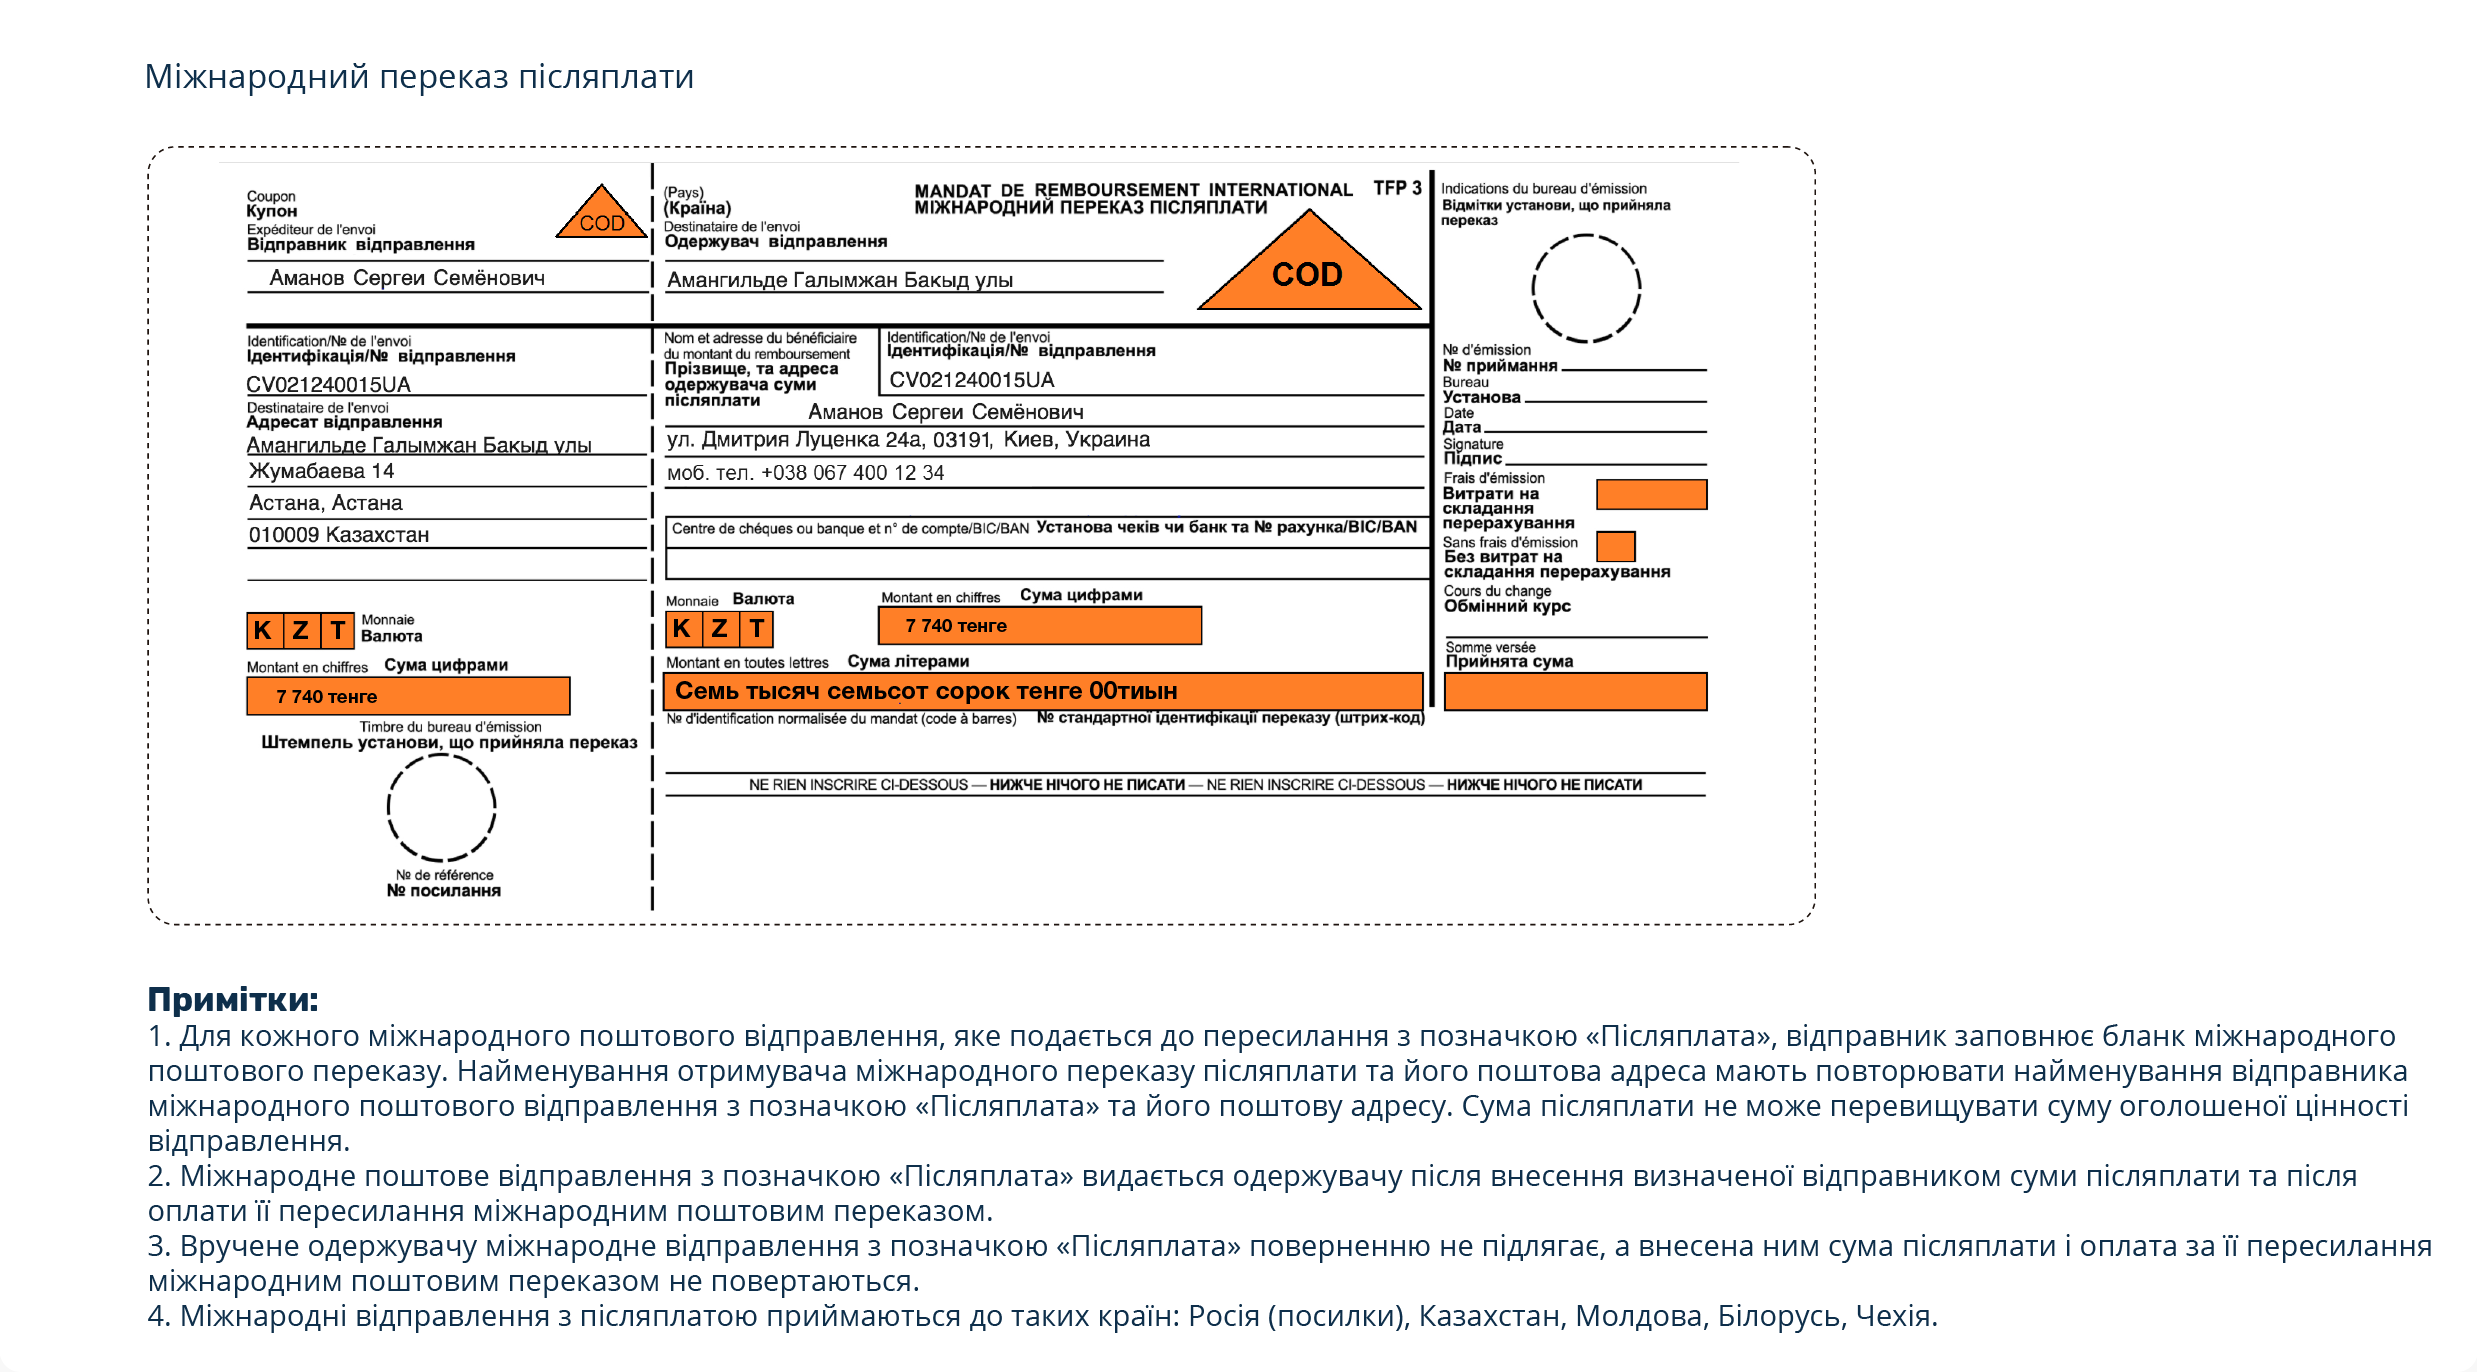 Міжнародний переказ післяплати
Coupon
Купон
Expéditeur de l'envoi
Відправник відправлення
COD
Аманов Сергеи Семёнович
Identification/№ de l'envoi
Ідентифікація/№ відправлення
CV021240015UA
Destinataire de l'envoi
Адресат відправлення
Амангильде Галымжан Бакыд улы
Жумабаева 14
Астана, Астана
010009 Казахстан
K Z T
Monnaie
Валюта
Montant en chiffres Сума цифрами
7 740 тенге
Timbre du bureau d'émission
Штемпель установи, що прийняла переказ
№ de référence
№ посилання
(Pays)
(Країна)
MANDAT DE REMBOURSEMENT INTERNATIONAL TFP 3
МІЖНАРОДНИЙ ПЕРЕКАЗ ПІСЛЯПЛАТИ
Destinataire de l'envoi
Одержувач відправлення
COD
Амангильде Галымжан Бакыд улы
Nom et adresse du bénéficiaire
du montant du remboursement
Прізвище, та адреса
одержувача суми
післяплати
Identification/№ de l'envoi
Ідентифікація/№ відправлення
CV021240015UA
Аманов Сергеи Семёнович
ул. Дмитрия Луценка 24а, 03191, Киев, Украина
моб. тел. +038 067 400 12 34
Centre de chéques ou banque et n° de compte/BIC/BAN Установа чеків чи банк та № рахунка/BIC/BAN
Monnaie Валюта
K Z T
Montant en chiffres Сума цифрами
7 740 тенге
Montant en toutes lettres Сума літерами
Семь тысяч семьсот сорок тенге 00тиын
№ d'identification normalisée du mandat (code à barres) № стандартної ідентифікації переказу (штрих-код)
NE RIEN INSCRIRE CI-DESSOUS — НИЖЧЕ НІЧОГО НЕ ПИСАТИ — NE RIEN INSCRIRE CI-DESSOUS — НИЖЧЕ НІЧОГО НЕ ПИСАТИ
Indications du bureau d'émission
Відмітки установи, що прийняла
переказ
№ d'émission
№ приймання
Bureau
Установа
Date
Дата
Signature
Підпис
Frais d'émission
Витрати на
складання
перерахування
Sans frais d'émission
Без витрат на
складання перерахування
Cours du change
Обмінний курс
Somme versée
Прийнята сума
Примітки:
1. Для кожного міжнародного поштового відправлення, яке подається до пересилання з позначкою «Післяплата», відправник заповнює бланк міжнародного
поштового переказу. Найменування отримувача міжнародного переказу післяплати та його поштова адреса мають повторювати найменування відправника
міжнародного поштового відправлення з позначкою «Післяплата» та його поштову адресу. Сума післяплати не може перевищувати суму оголошеної цінності
відправлення.
2. Міжнародне поштове відправлення з позначкою «Післяплата» видається одержувачу після внесення визначеної відправником суми післяплати та після
оплати її пересилання міжнародним поштовим переказом.
3. Вручене одержувачу міжнародне відправлення з позначкою «Післяплата» поверненню не підлягає, а внесена ним сума післяплати і оплата за її пересилання
міжнародним поштовим переказом не повертаються.
4. Міжнародні відправлення з післяплатою приймаються до таких країн: Росія (посилки), Казахстан, Молдова, Білорусь, Чехія.